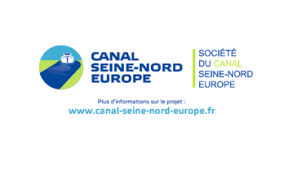 CANAL
SEINE-NORD
EUROPE
SOCIÉTÉ
DU CANAL
SEINE-NORD
EUROPE
Plus d'informations sur le projet :
www.canal-seine-nord-europe.fr